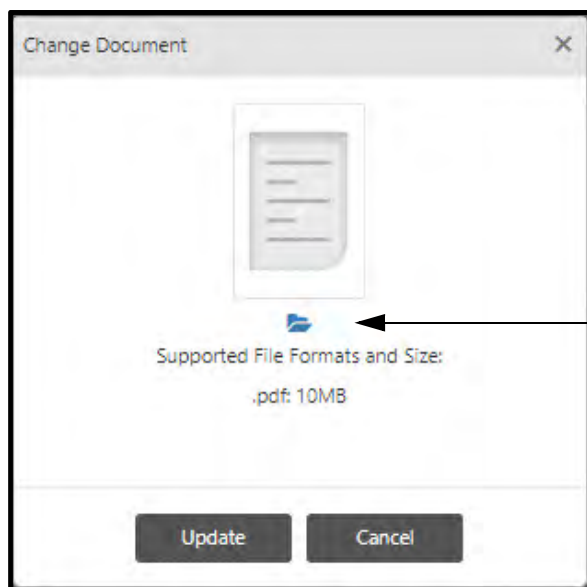 Change Document
Supported File Formats and Size:
.pdf: 10MB
Update
Cancel